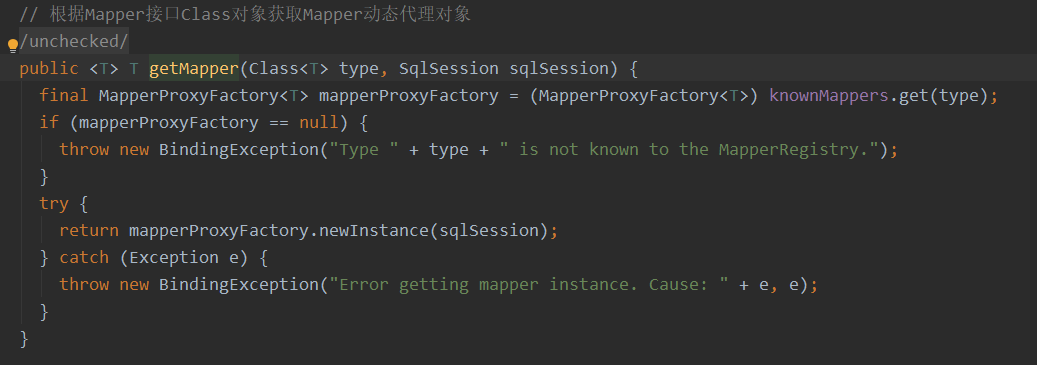 // 根据Mapper接口Class对象获取Mapper动态代理对象
/unchecked/
public <T> T getMapper(Class<T> type, SqlSession sqlSession) {
  final MapperProxyFactory<T> mapperProxyFactory = (MapperProxyFactory<T>) knownMappers.get(type);
  if (mapperProxyFactory == null) {
    throw new BindingException("Type " + type + " is not known to the MapperRegistry.");
  }
  try {
    return mapperProxyFactory.newInstance(sqlSession);
  } catch (Exception e) {
    throw new BindingException("Error getting mapper instance. Cause: " + e, e);
  }
}